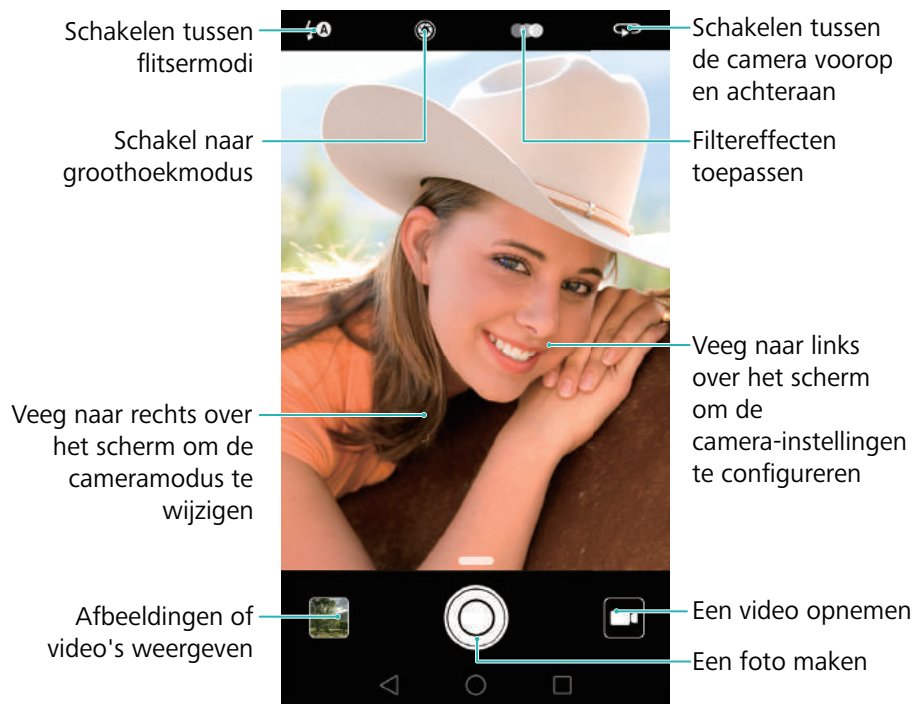 Schakelen tussen
flitsermodi
Schakel naar
groothoekmodus
Veeg naar rechts over
het scherm om de
cameramodus te
wijzigen
Afbeeldingen of
video's weergeven
A
Schakelen tussen
de camera voorop
en achteraan
Filtereffecten
toepassen
Veeg naar links
over het scherm
om de
camera-instellingen
te configureren
Een video opnemen
Een foto maken